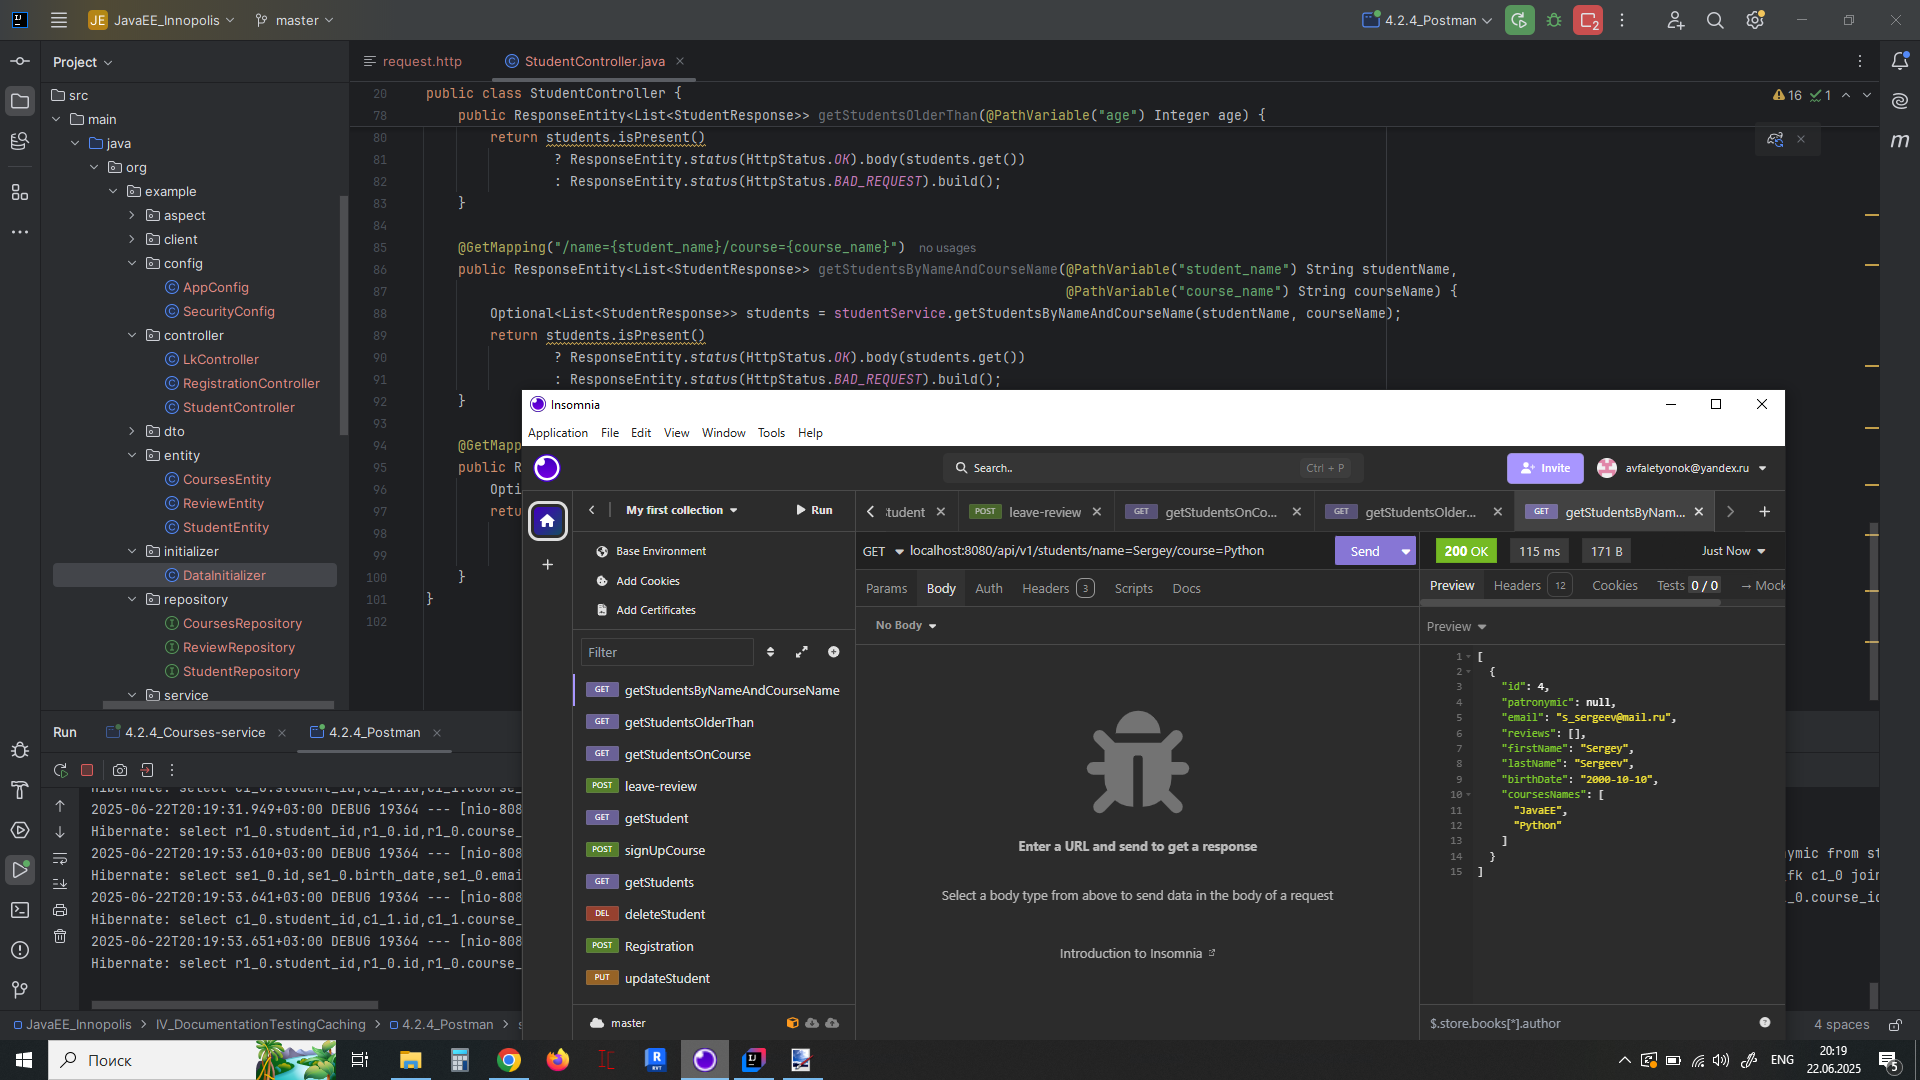 JE JavaEE_Innopolis master 4.2.4_Postman 2
Project
request.http StudentController.java
src
main
java
org
example
aspect
client
config
AppConfig
SecurityConfig
controller
LkController
RegistrationController
StudentController
dto
entity
CoursesEntity
ReviewEntity
StudentEntity
initializer
DataInitializer
repository
CoursesRepository
ReviewRepository
StudentRepository
service
16 1
20 public class StudentController {
78 public ResponseEntity<List<StudentResponse>> getStudentsOlderThan(@PathVariable("age") Integer age) {
80 return students.isPresent()
81 ? ResponseEntity.status(HttpStatus.OK).body(students.get())
82 : ResponseEntity.status(HttpStatus.BAD_REQUEST).build();
83 }
84
85 @GetMapping("/name={student_name}/course={course_name}") no usages
86 public ResponseEntity<List<StudentResponse>> getStudentsByNameAndCourseName(@PathVariable("student_name") String studentName,
87 @PathVariable("course_name") String courseName) {
88 Optional<List<StudentResponse>> students = studentService.getStudentsByNameAndCourseName(studentName, courseName);
89 return students.isPresent()
90 ? ResponseEntity.status(HttpStatus.OK).body(students.get())
91 : ResponseEntity.status(HttpStatus.BAD_REQUEST).build();
92 }
93
94 @GetMapp
95 public R
96 Opti
97 retu
98
99
100 }
101 }
102
Insomnia
Application File Edit View Window Tools Help
Search.. Ctrl + P
Invite avfaletyonok@yandex.ru
My first collection Run
Base Environment
Add Cookies
Add Certificates
Filter
GET getStudentsByNameAndCourseName
GET getStudentsOlderThan
GET getStudentsOnCourse
POST leave-review
GET getStudent
POST signUpCourse
GET getStudents
DEL deleteStudent
POST Registration
PUT updateStudent
master
tudent POST leave-review GET getStudentsOnCo... GET getStudentsOlder... GET getStudentsByNam...
GET localhost:8080/api/v1/students/name=Sergey/course=Python Send
200 OK 115 ms 171 B Just Now
Params Body Auth Headers 3 Scripts Docs
No Body
Enter a URL and send to get a response
Select a body type from above to send data in the body of a request
Introduction to Insomnia
Preview Headers 12 Cookies Tests 0 / 0 → Mock
Preview
1 [
2 {
3 "id": 4,
4 "patronymic": null,
5 "email": "s_sergeev@mail.ru",
6 "reviews": [],
7 "firstName": "Sergey",
8 "lastName": "Sergeev",
9 "birthDate": "2000-10-10",
10 "coursesNames": [
11 "JavaEE",
12 "Python"
13 ]
14 }
15 ]
$.store.books[*].author
Run 4.2.4_Courses-service 4.2.4_Postman
Hibernate: select c1_0.student_id,c1_1.id,c1_1.course_
2025-06-22T20:19:31.949+03:00 DEBUG 19364 --- [nio-808
Hibernate: select r1_0.student_id,r1_0.id,r1_0.course_
2025-06-22T20:19:53.610+03:00 DEBUG 19364 --- [nio-808
Hibernate: select se1_0.id,se1_0.birth_date,se1_0.emai
2025-06-22T20:19:53.641+03:00 DEBUG 19364 --- [nio-808
Hibernate: select c1_0.student_id,c1_1.id,c1_1.course_
2025-06-22T20:19:53.651+03:00 DEBUG 19364 --- [nio-808
Hibernate: select r1_0.student_id,r1_0.id,r1_0.course_
ymic from st
fk c1_0 join
_0.course_id
JavaEE_Innopolis IV_DocumentationTestingCaching 4.2.4_Postman s
4 spaces
Поиск
ENG 20:19
22.06.2025
5